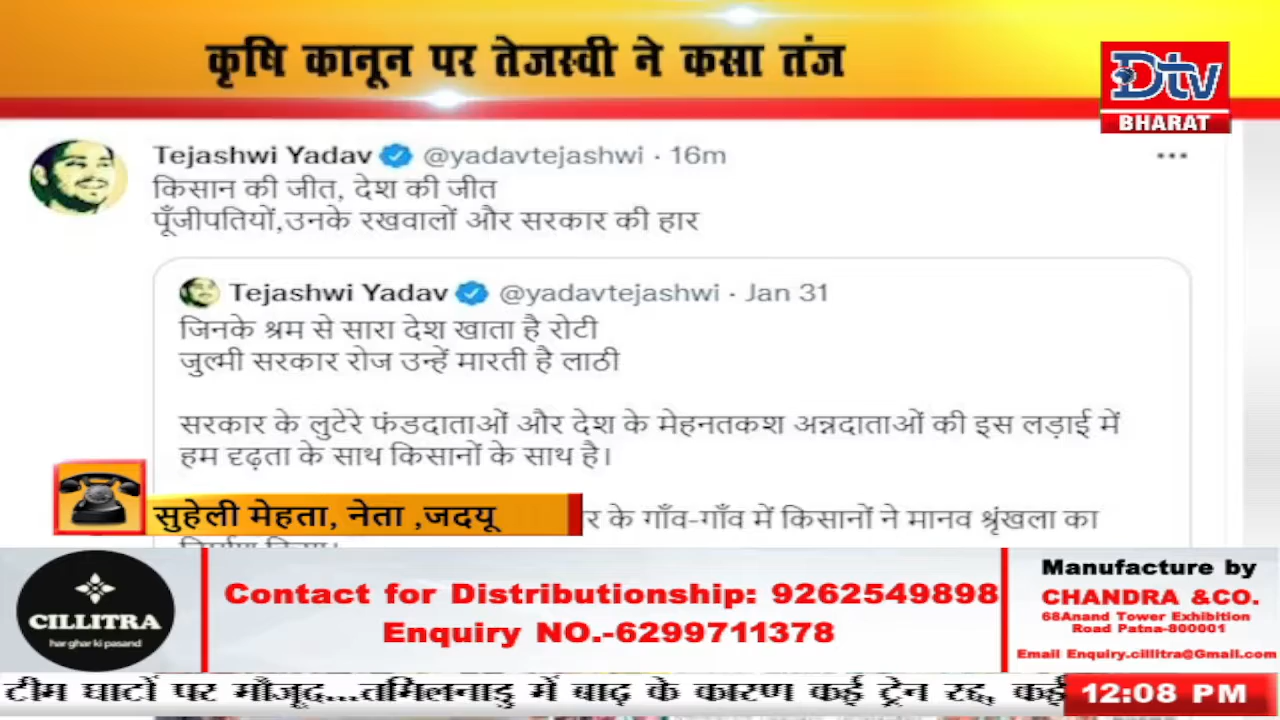 कृषि कानून पर तेजस्वी ने कसा तंज
Dtv
BHARAT
Tejashwi Yadav @yadavtejashwi · 16m
किसान की जीत, देश की जीत
पूँजीपतियों,उनके रखवालों और सरकार की हार
Tejashwi Yadav @yadavtejashwi · Jan 31
जिनके श्रम से सारा देश खाता है रोटी
जुल्मी सरकार रोज उन्हें मारती है लाठी
सरकार के लुटेरे फंडदाताओं और देश के मेहनतकश अन्नदाताओं की इस लड़ाई में
हम दृढ़ता के साथ किसानों के साथ है।
सुहेली मेहता, नेता ,जदयू
र के गाँव-गाँव में किसानों ने मानव श्रृंखला का
CILLITRA
har ghar ki pasand
Contact for Distributionship: 9262549898
Enquiry NO.-6299711378
Manufacture by
CHANDRA &CO.
68Anand Tower Exhibition
Road Patna-800001
Email Enquiry.cillitra@Gmail.com
टीम घाटों पर मौजूद...तमिलनाडु में बाढ़ के कारण कई ट्रेन रद्द, कई
12:08 PM